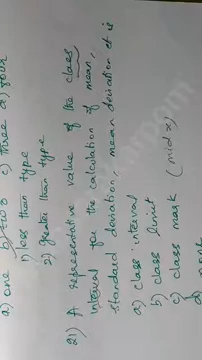 a) one b) two c) three d) four
1) less than type
2) greater than type
21) A representative value of the class
interval for the calculation of mean,
standard deviation, mean deviation etc is
a) class interval
b) class limit
c) class mark (mid x)
d)